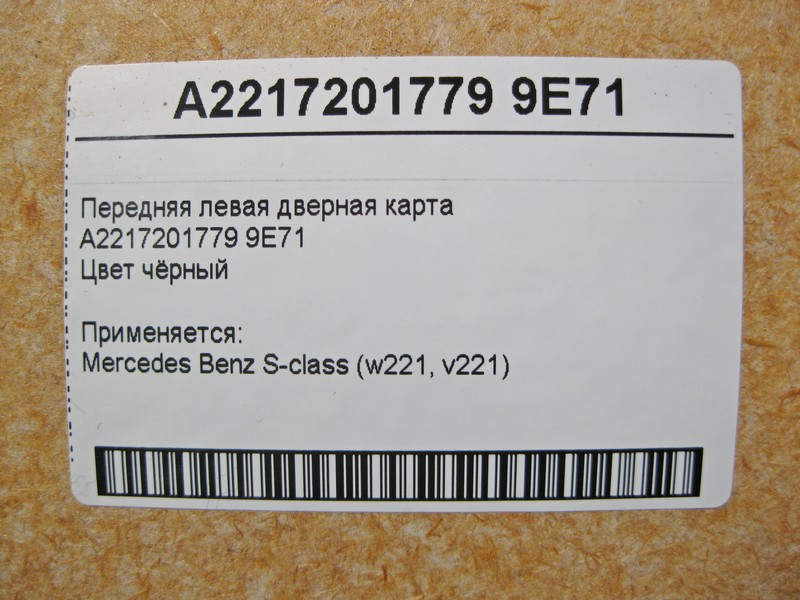 A2217201779 9E71
Передняя левая дверная карта
A2217201779 9E71
Цвет чёрный
Применяется:
Mercedes Benz S-class (w221, v221)